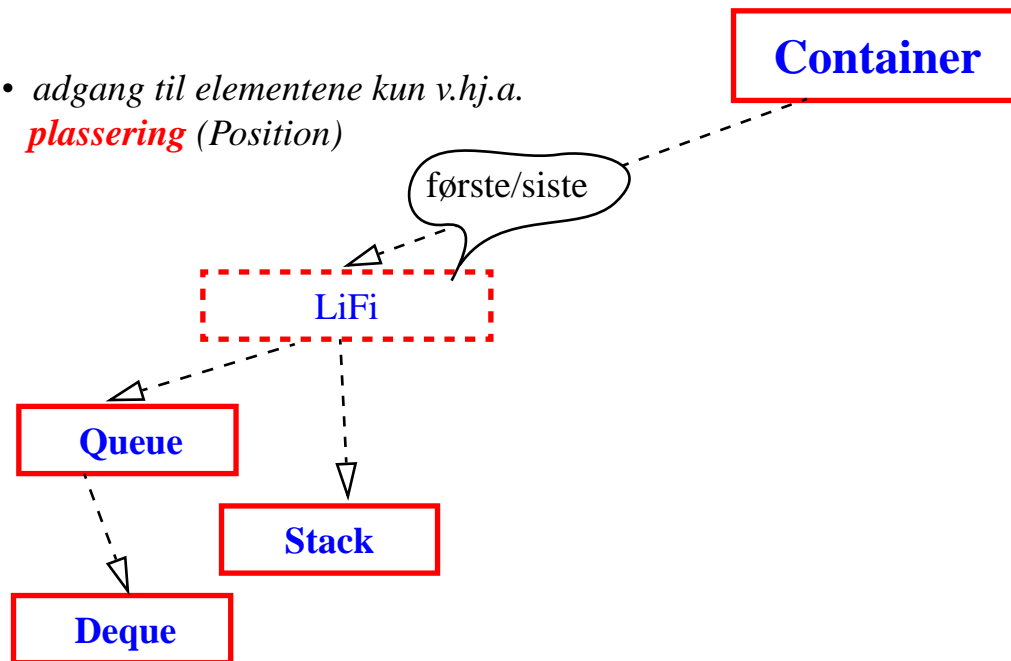 Container
• adgang til elementene kun v.hj.a.
plassering (Position)
første/siste
LiFi
Queue
Stack
Deque